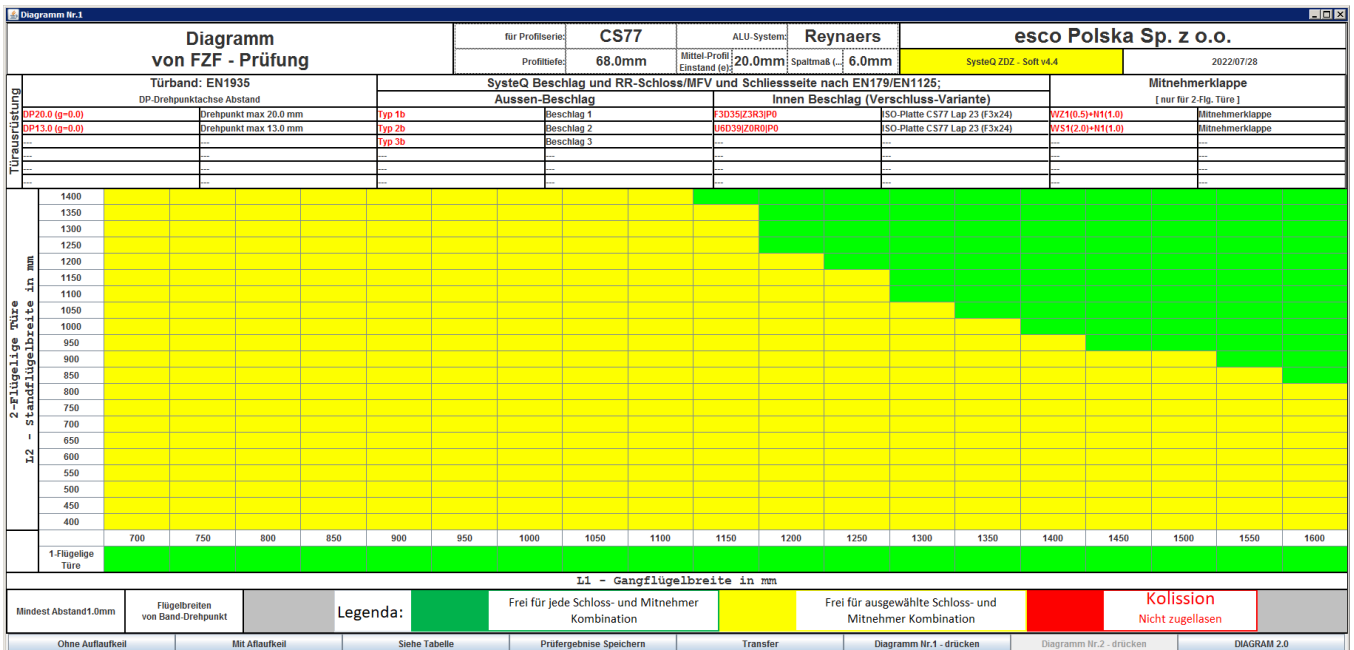 Diagramm Nr.1
Diagramm
von FZF - Prüfung
für Profilserie: CS77 ALU-System: Reynaers
Profiltiefe: 68.0mm Mittel-Profil Einstand (e): 20.0mm Spaltmaß (... 6.0mm
esco Polska Sp. z o.o.
SysteQ ZDZ - Soft v4.4 2022/07/28
Türausrüstung
Türband: EN1935
DP-Drehpunktachse Abstand
SysteQ Beschlag und RR-Schloss/MFV und Schliessseite nach EN179/EN1125;
Aussen-Beschlag Innen Beschlag (Verschluss-Variante)
Mitnehmerklappe
[ nur für 2-Flg. Türe ]
DP20.0 (g=0.0) Drehpunkt max 20.0 mm Typ 1b Beschlag 1 F3D35|Z3R3|P0 ISO-Platte CS77 Lap 23 (F3x24) WZ1(0.5)+N1(1.0) Mitnehmerklappe
DP13.0 (g=0.0) Drehpunkt max 13.0 mm Typ 2b Beschlag 2 U6D39|Z0R0|P0 ISO-Platte CS77 Lap 23 (F3x24) WS1(2.0)+N1(1.0) Mitnehmerklappe
--- --- Typ 3b Beschlag 3 --- --- --- ---
--- --- --- --- --- --- --- ---
--- --- --- --- --- --- --- ---
--- --- --- --- --- --- --- ---
2-Flügelige Türe
L2 - Standflügelbreite in mm
1400
1350
1300
1250
1200
1150
1100
1050
1000
950
900
850
800
750
700
650
600
550
500
450
400
700 750 800 850 900 950 1000 1050 1100 1150 1200 1250 1300 1350 1400 1450 1500 1550 1600
1-Flügelige
Türe
L1 - Gangflügelbreite in mm
Mindest Abstand1.0mm
Flügelbreiten
von Band-Drehpunkt
Legenda:
Frei für jede Schloss- und Mitnehmer
Kombination
Frei für ausgewählte Schloss- und
Mitnehmer Kombination
Kolission
Nicht zugellasen
Ohne Auflaufkeil Mit Aflaufkeil Siehe Tabelle Prüfergebnise Speichern Transfer Diagramm Nr.1 - drücken Diagramm Nr.2 - drücken DIAGRAM 2.0